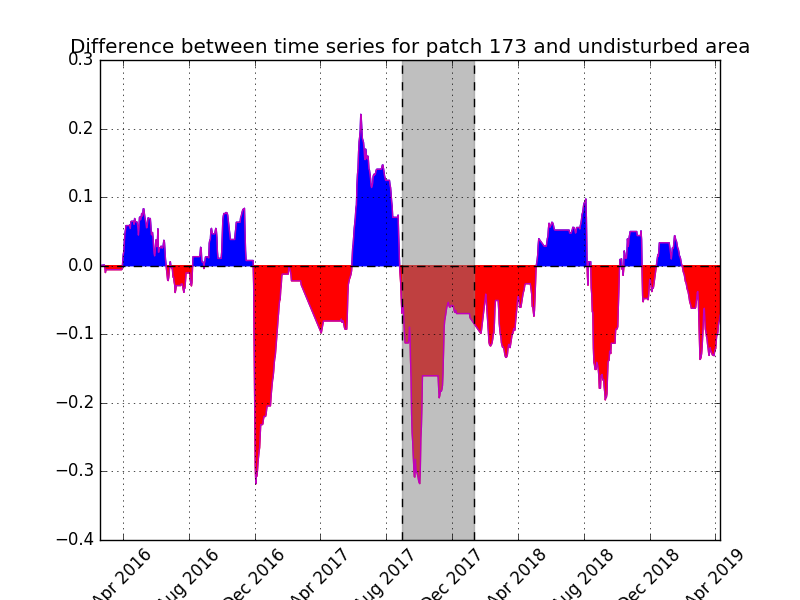 Difference between time series for patch 173 and undisturbed area
0.3
0.2
0.1
0.0
−0.1
−0.2
−0.3
−0.4
Apr 2016
Aug 2016
Dec 2016
Apr 2017
Aug 2017
Dec 2017
Apr 2018
Aug 2018
Dec 2018
Apr 2019